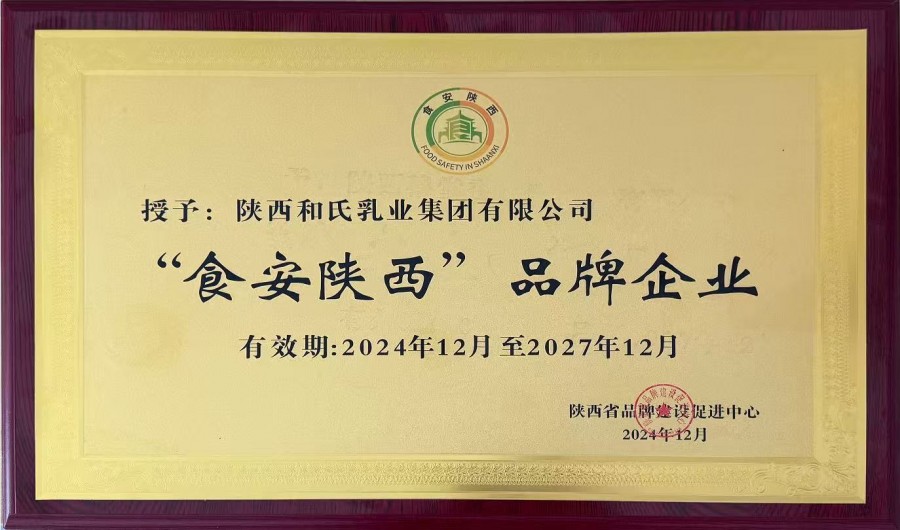 食安陕西
FOOD SAFETY IN SHAANXI
授予：陕西和氏乳业集团有限公司
“食安陕西”品牌企业
有效期:2024年12月至2027年12月
陕西省品牌建设促进中心
2024年12月